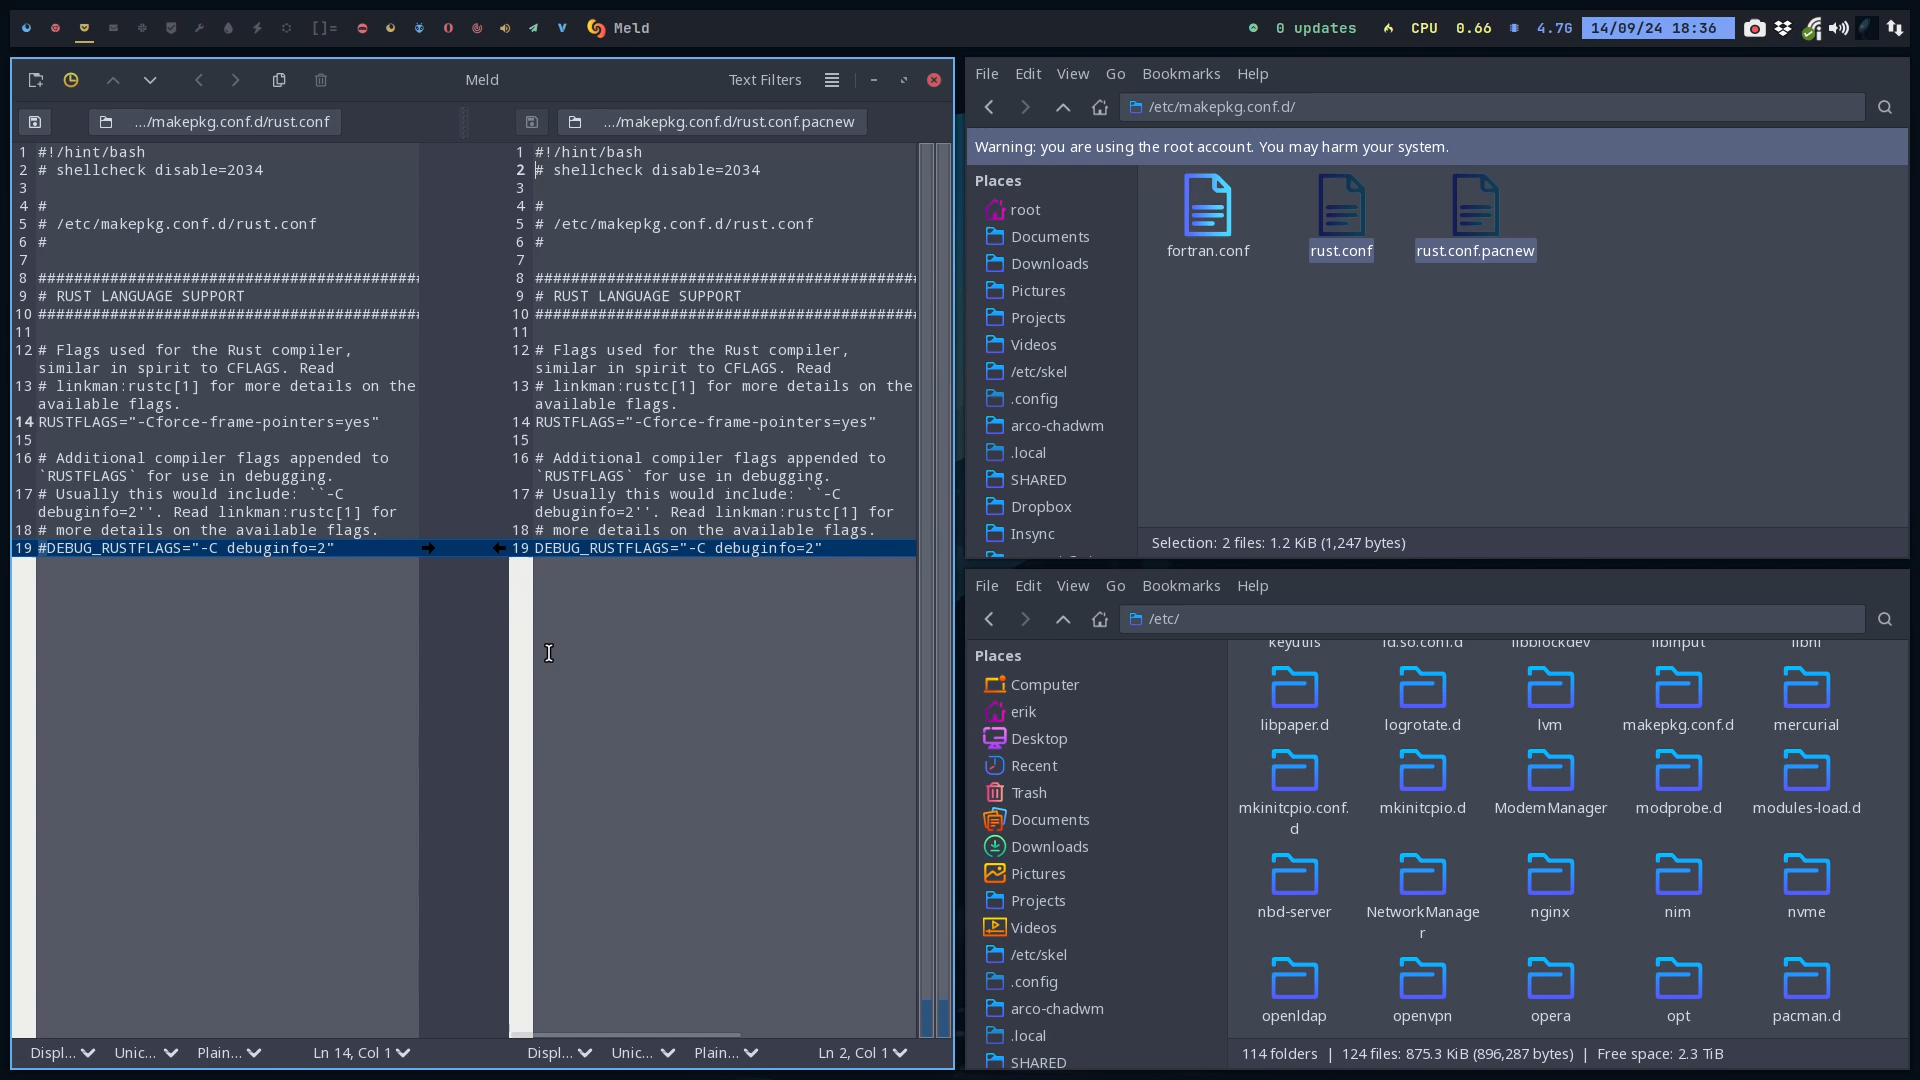 []= Meld 0 updates CPU 0.66 4.7G 14/09/24 18:36
Meld Text Filters
.../makepkg.conf.d/rust.conf
1 #!/hint/bash
2 # shellcheck disable=2034
3
4 #
5 # /etc/makepkg.conf.d/rust.conf
6 #
7
8 ##########################################
9 # RUST LANGUAGE SUPPORT
10 ##########################################
11
12 # Flags used for the Rust compiler,
similar in spirit to CFLAGS. Read
13 # linkman:rustc[1] for more details on the
available flags.
14 RUSTFLAGS="-Cforce-frame-pointers=yes"
15
16 # Additional compiler flags appended to
`RUSTFLAGS` for use in debugging.
17 # Usually this would include: ``-C
debuginfo=2''. Read linkman:rustc[1] for
18 # more details on the available flags.
19 #DEBUG_RUSTFLAGS="-C debuginfo=2"
Displ... Unic... Plain... Ln 14, Col 1
.../makepkg.conf.d/rust.conf.pacnew
1 #!/hint/bash
2 # shellcheck disable=2034
3
4 #
5 # /etc/makepkg.conf.d/rust.conf
6 #
7
8 ##########################################
9 # RUST LANGUAGE SUPPORT
10 ##########################################
11
12 # Flags used for the Rust compiler,
similar in spirit to CFLAGS. Read
13 # linkman:rustc[1] for more details on the
available flags.
14 RUSTFLAGS="-Cforce-frame-pointers=yes"
15
16 # Additional compiler flags appended to
`RUSTFLAGS` for use in debugging.
17 # Usually this would include: ``-C
debuginfo=2''. Read linkman:rustc[1] for
18 # more details on the available flags.
19 DEBUG_RUSTFLAGS="-C debuginfo=2"
Displ... Unic... Plain... Ln 2, Col 1
File Edit View Go Bookmarks Help
/etc/makepkg.conf.d/
Warning: you are using the root account. You may harm your system.
Places
root
Documents
Downloads
Pictures
Projects
Videos
/etc/skel
.config
arco-chadwm
.local
SHARED
Dropbox
Insync
fortran.conf rust.conf rust.conf.pacnew
Selection: 2 files: 1.2 KiB (1,247 bytes)
File Edit View Go Bookmarks Help
/etc/
Places
Computer
erik
Desktop
Recent
Trash
Documents
Downloads
Pictures
Projects
Videos
/etc/skel
.config
arco-chadwm
.local
SHARED
keyutils ld.so.conf.d libblockdev libinput libnl
libpaper.d logrotate.d lvm makepkg.conf.d mercurial
mkinitcpio.conf.
d
mkinitcpio.d ModemManager modprobe.d modules-load.d
nbd-server NetworkManage
r
nginx nim nvme
openldap openvpn opera opt pacman.d
114 folders | 124 files: 875.3 KiB (896,287 bytes) | Free space: 2.3 TiB